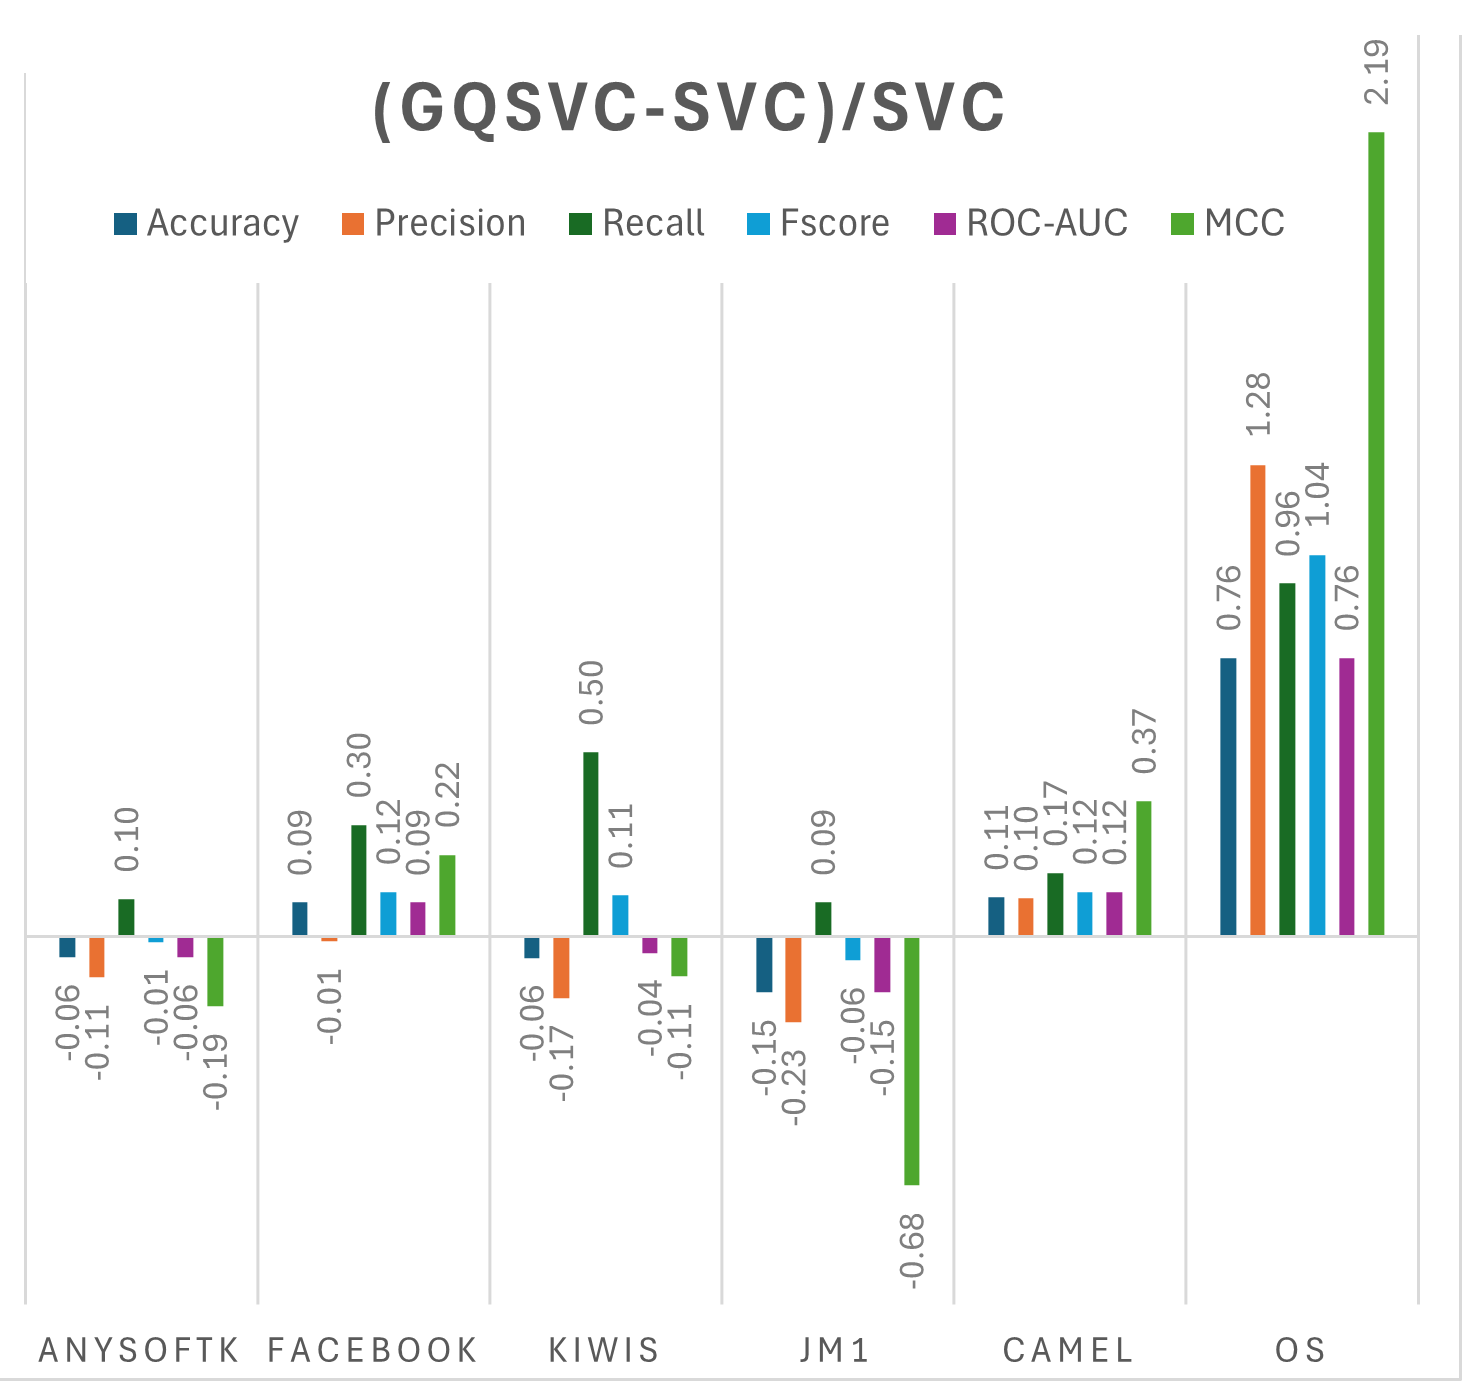 (GQSVC-SVC)/SVC
Accuracy Precision Recall Fscore ROC-AUC MCC
-0.06 -0.11 0.10 -0.01 -0.06 -0.19
0.09 -0.01 0.30 0.12 0.09 0.22
-0.06 -0.17 0.50 0.11 -0.04 -0.11
-0.15 -0.23 0.09 -0.06 -0.15 -0.68
0.11 0.10 0.17 0.12 0.12 0.37
0.76 1.28 0.96 1.04 0.76 2.19
ANYSOFTK FACEBOOK KIWIS JM1 CAMEL OS